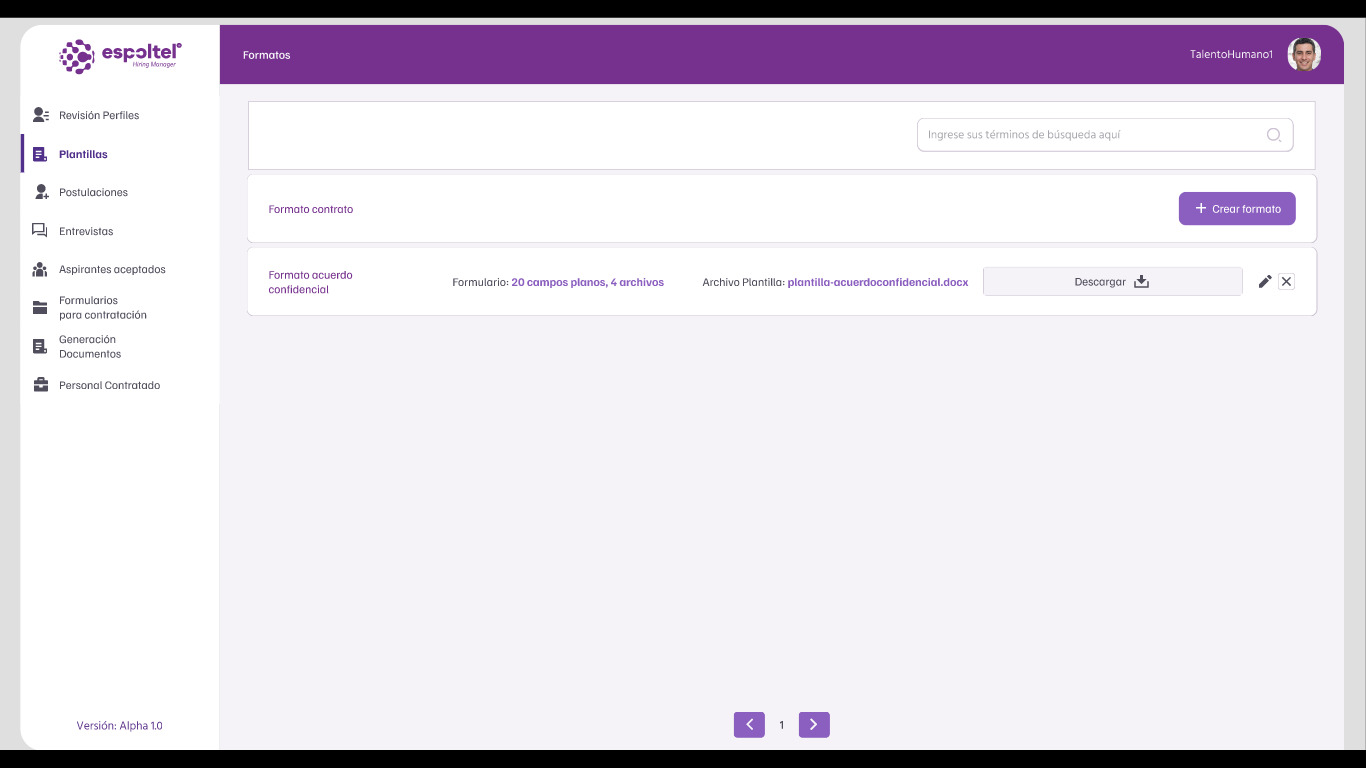 espoltel
Hiring Manager
Formatos
TalentoHumano1
Revisión Perfiles
Plantillas
Postulaciones
Entrevistas
Aspirantes aceptados
Formularios
para contratación
Generación
Documentos
Personal Contratado
Versión: Alpha 1.0
Ingrese sus términos de búsqueda aquí
Formato contrato
Crear formato
Formato acuerdo
confidencial
Formulario: 20 campos planos, 4 archivos
Archivo Plantilla: plantilla-acuerdoconfidencial.docx
Descargar
1